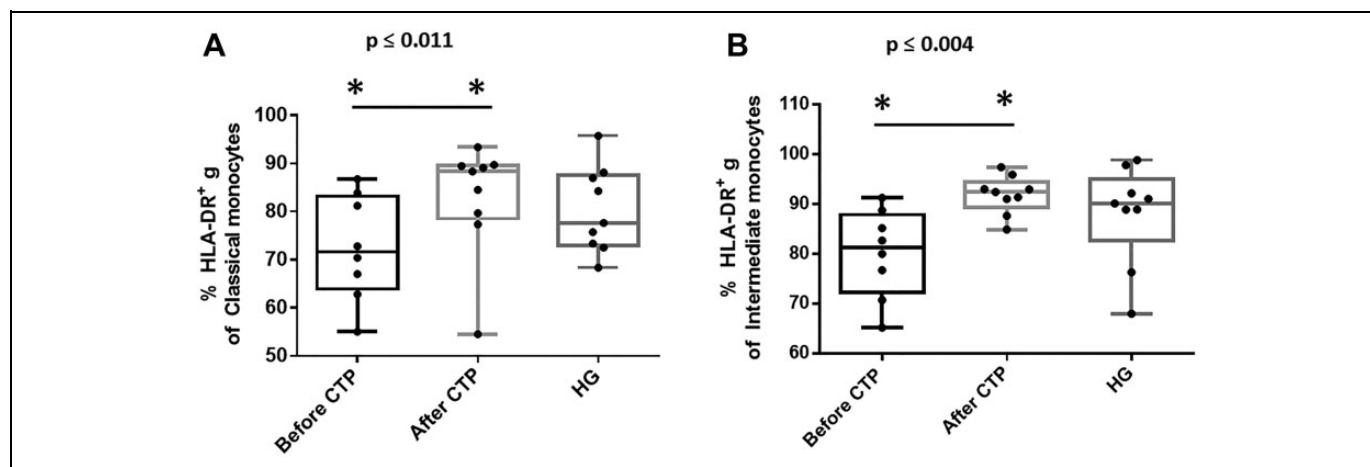 A
p ≤ 0.011
* *
% HLA-DR⁺ g
of Classical monocytes
100
90
80
70
60
50
Before CTP
After CTP
HG
B
p ≤ 0.004
* *
% HLA-DR⁺ g
of Intermediate monocytes
110
100
90
80
70
60
Before CTP
After CTP
HG